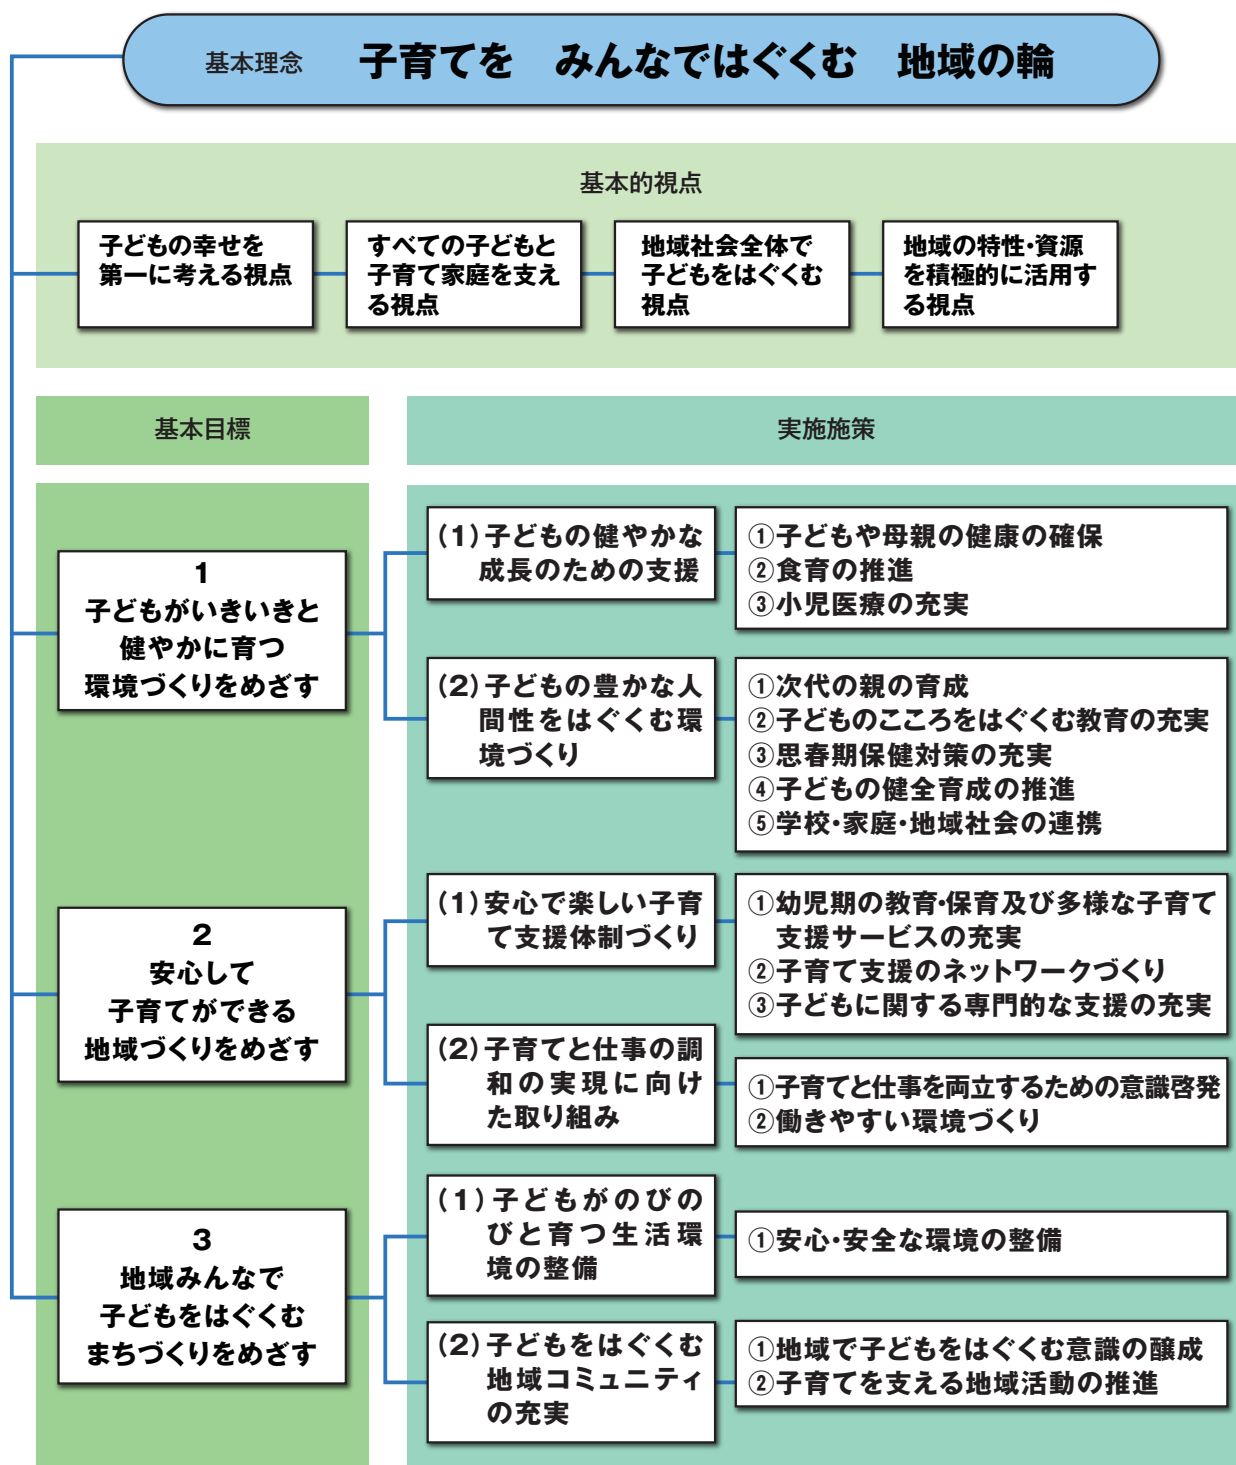 基本理念 子育てを みんなではぐくむ 地域の輪
基本的視点
子どもの幸せを
第一に考える視点
すべての子どもと
子育て家庭を支え
る視点
地域社会全体で
子どもをはぐくむ
視点
地域の特性・資源
を積極的に活用す
る視点
基本目標
実施施策
1
子どもがいきいきと
健やかに育つ
環境づくりをめざす
(1)子どもの健やかな
成長のための支援
①子どもや母親の健康の確保
②食育の推進
③小児医療の充実
(2)子どもの豊かな人
間性をはぐくむ環
境づくり
①次代の親の育成
②子どものこころをはぐくむ教育の充実
③思春期保健対策の充実
④子どもの健全育成の推進
⑤学校・家庭・地域社会の連携
2
安心して
子育てができる
地域づくりをめざす
(1)安心で楽しい子育
て支援体制づくり
①幼児期の教育・保育及び多様な子育て
支援サービスの充実
②子育て支援のネットワークづくり
③子どもに関する専門的な支援の充実
(2)子育てと仕事の調
和の実現に向け
た取り組み
①子育てと仕事を両立するための意識啓発
②働きやすい環境づくり
3
地域みんなで
子どもをはぐくむ
まちづくりをめざす
(1)子どもがのびの
びと育つ生活環
境の整備
①安心・安全な環境の整備
(2)子どもをはぐくむ
地域コミュニティ
の充実
①地域で子どもをはぐくむ意識の醸成
②子育てを支える地域活動の推進